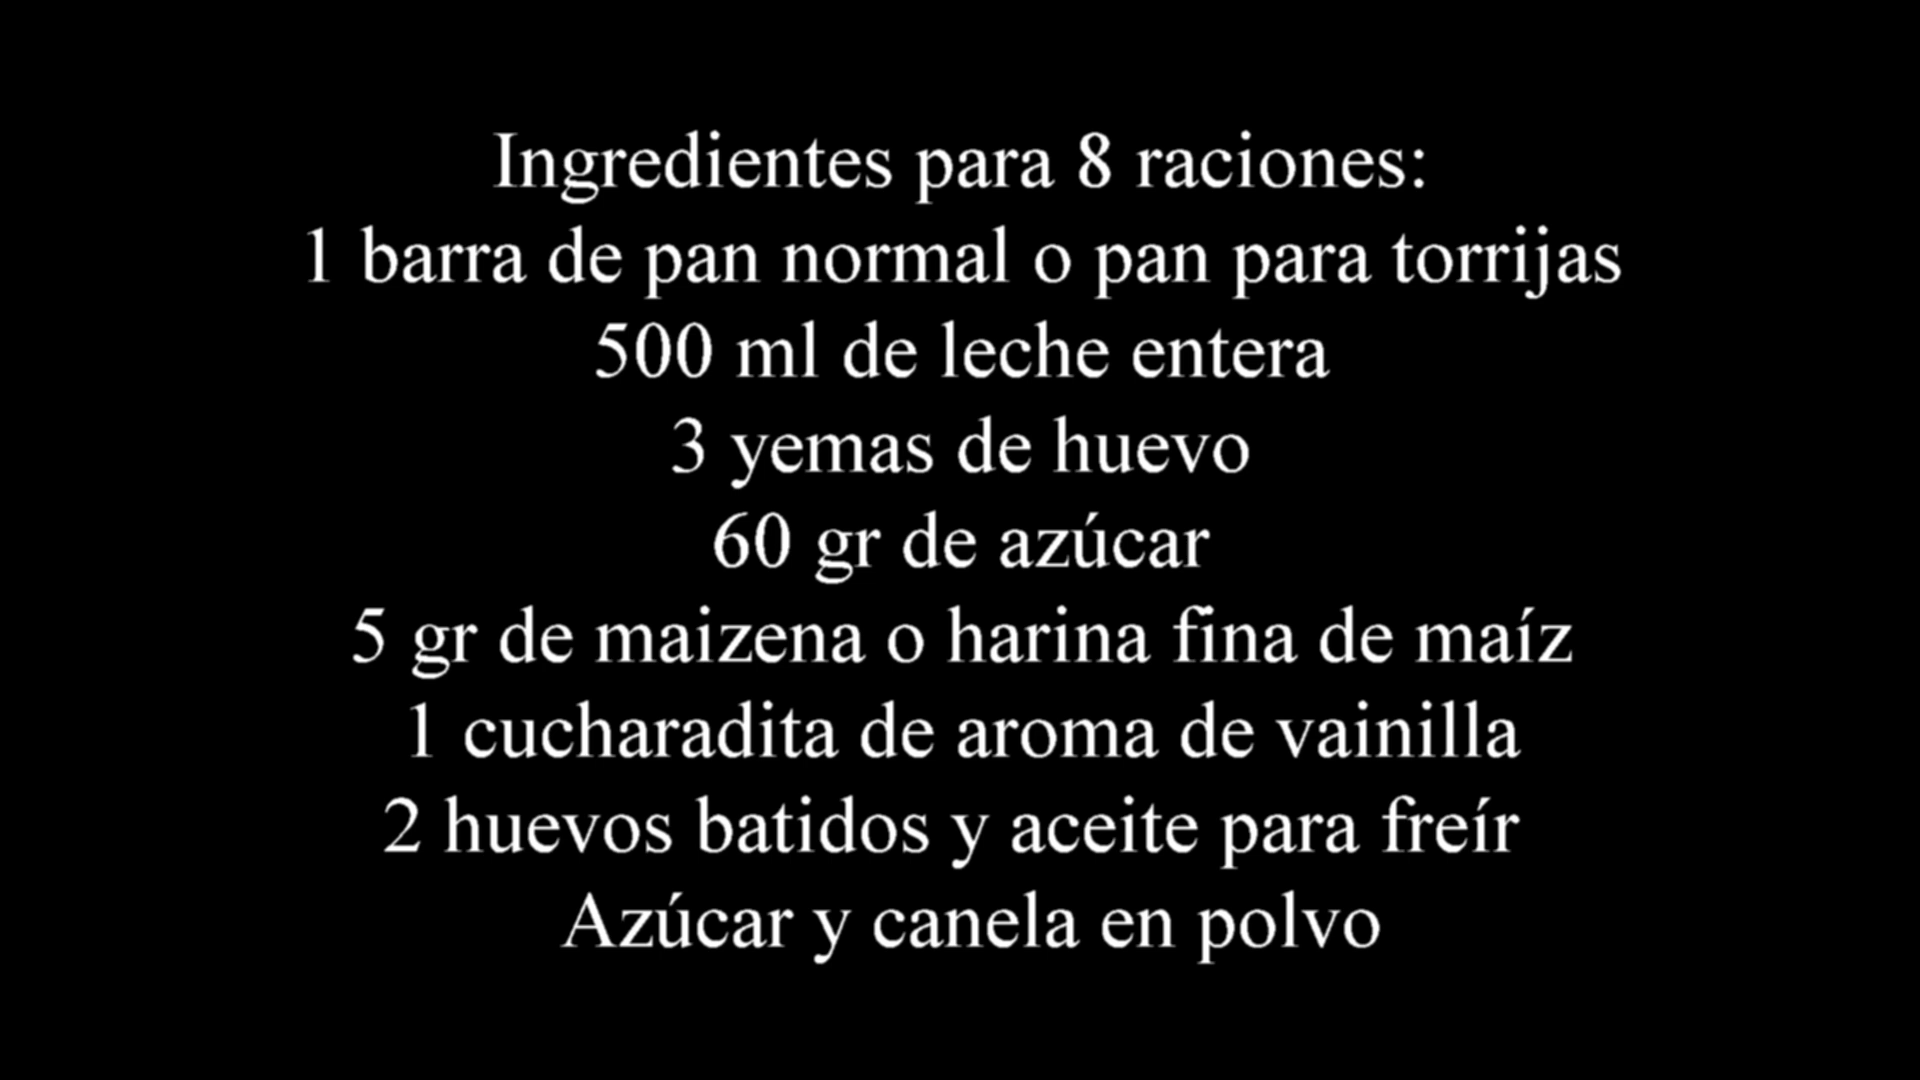 Ingredientes para 8 raciones:
1 barra de pan normal o pan para torrijas
500 ml de leche entera
3 yemas de huevo
60 gr de azúcar
5 gr de maizena o harina fina de maíz
1 cucharadita de aroma de vainilla
2 huevos batidos y aceite para freír
Azúcar y canela en polvo